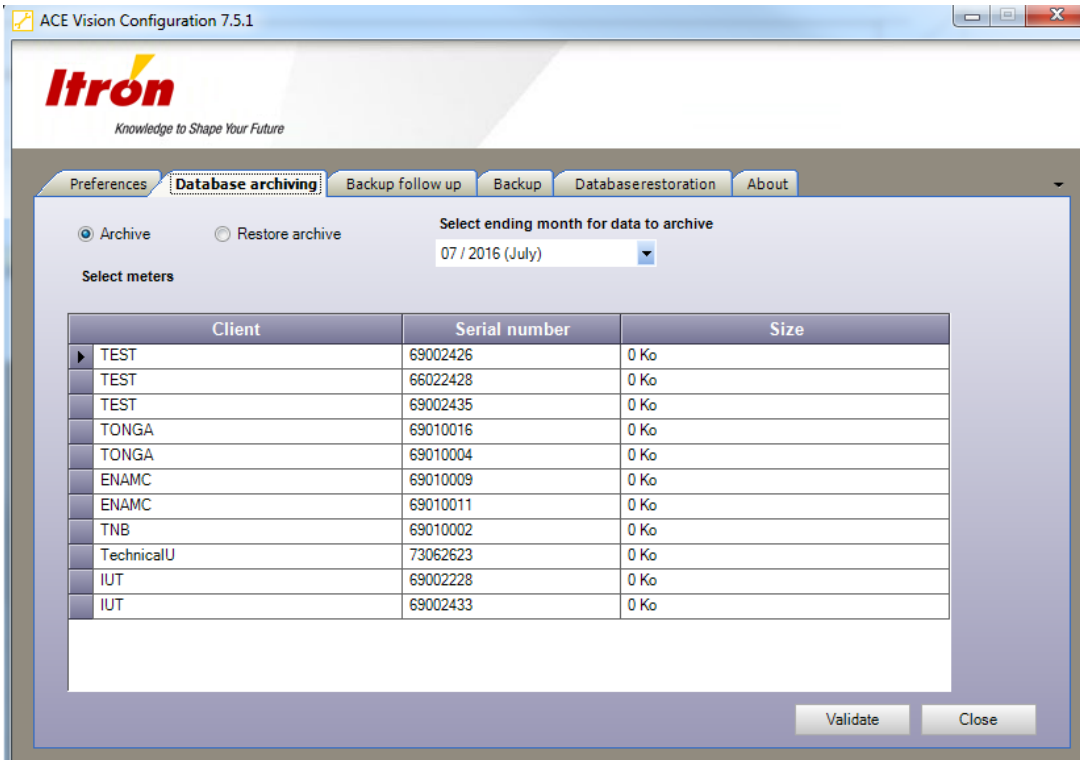 ACE Vision Configuration 7.5.1
Itrón
Knowledge to Shape Your Future
Preferences Database archiving Backup follow up Backup Databaserestoration About
Archive Restore archive Select ending month for data to archive
07 / 2016 (July)
Select meters
Client Serial number Size
TEST 69002426 0 Ko
TEST 66022428 0 Ko
TEST 69002435 0 Ko
TONGA 69010016 0 Ko
TONGA 69010004 0 Ko
ENAMC 69010009 0 Ko
ENAMC 69010011 0 Ko
TNB 69010002 0 Ko
TechnicalU 73062623 0 Ko
IUT 69002228 0 Ko
IUT 69002433 0 Ko
Validate Close